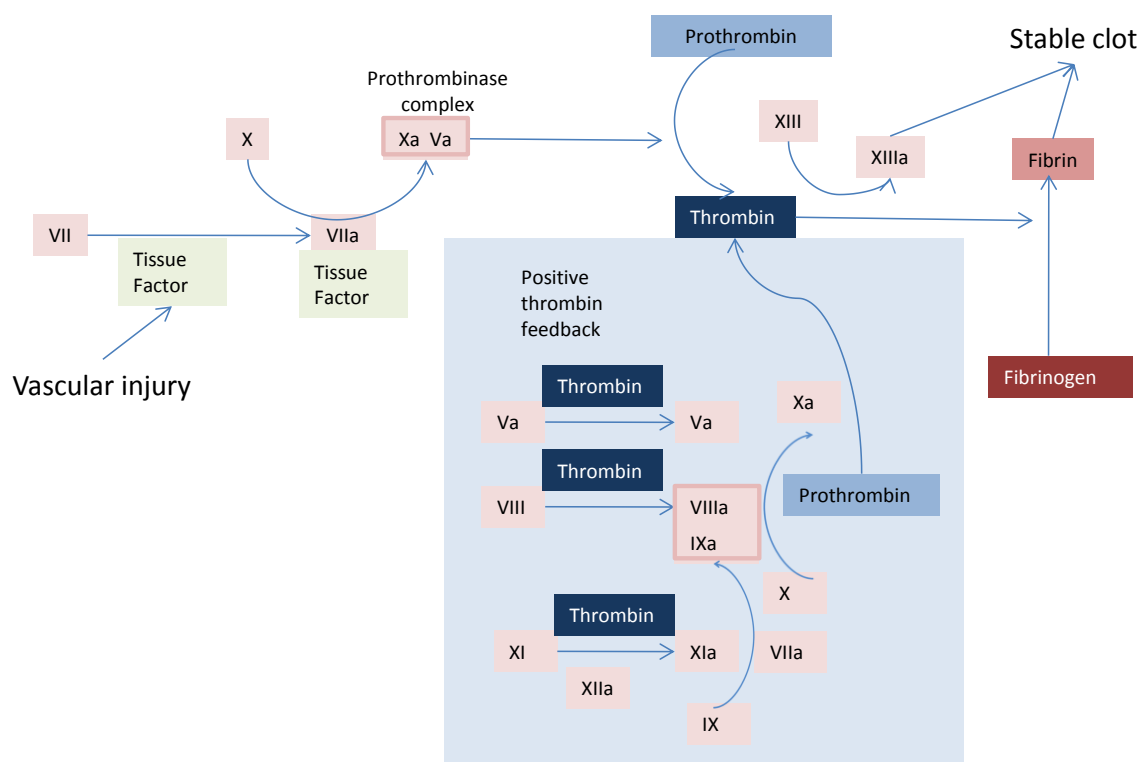 Prothrombin
Stable clot
Prothrombinase
complex
X
Xa Va
XIII
XIIIa
Fibrin
Thrombin
VII
VIIa
Tissue
Factor
Tissue
Factor
Vascular injury
Positive
thrombin
feedback
Fibrinogen
Thrombin
Va
Va
Xa
Thrombin
VIII
VIIIa
IXa
Prothrombin
X
Thrombin
XI
XIa
VIIa
XIIa
IX